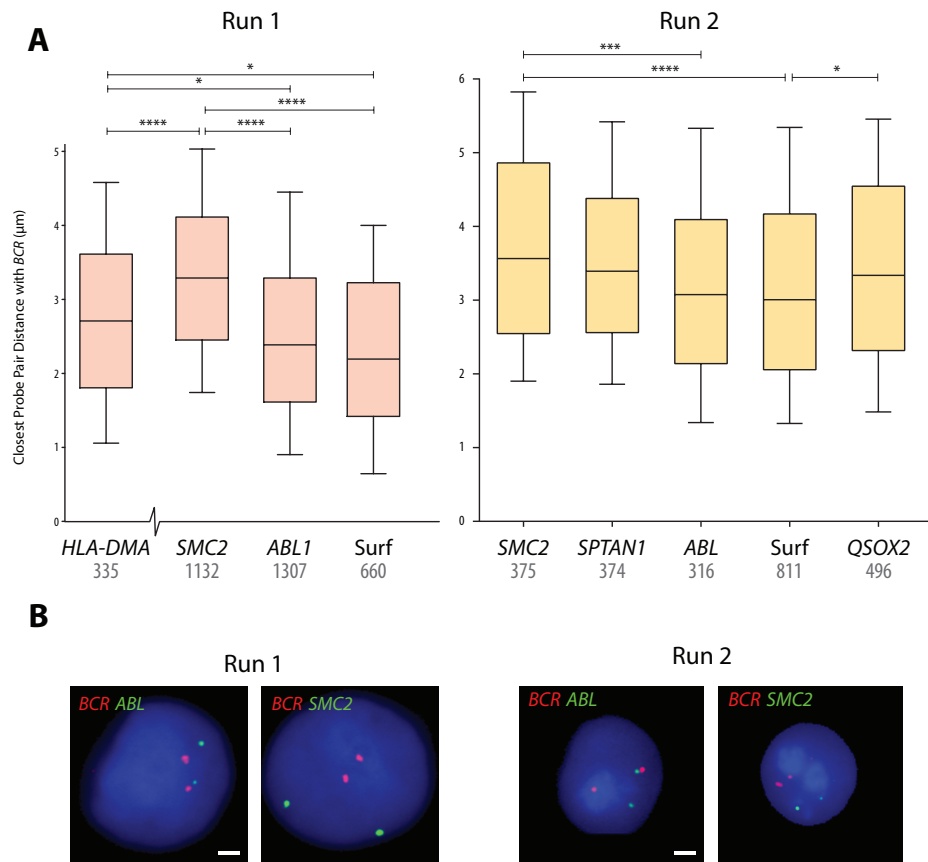 A
Run 1
Run 2
*
*
****
****
****
***
****
*
Closest Probe Pair Distance with BCR (μm)
5
4
3
2
1
0
6
5
4
3
2
1
0
HLA-DMA SMC2 ABL1 Surf
335 1132 1307 660
SMC2 SPTAN1 ABL Surf QSOX2
375 374 316 811 496
B
Run 1
Run 2
BCR ABL
BCR SMC2
BCR ABL
BCR SMC2